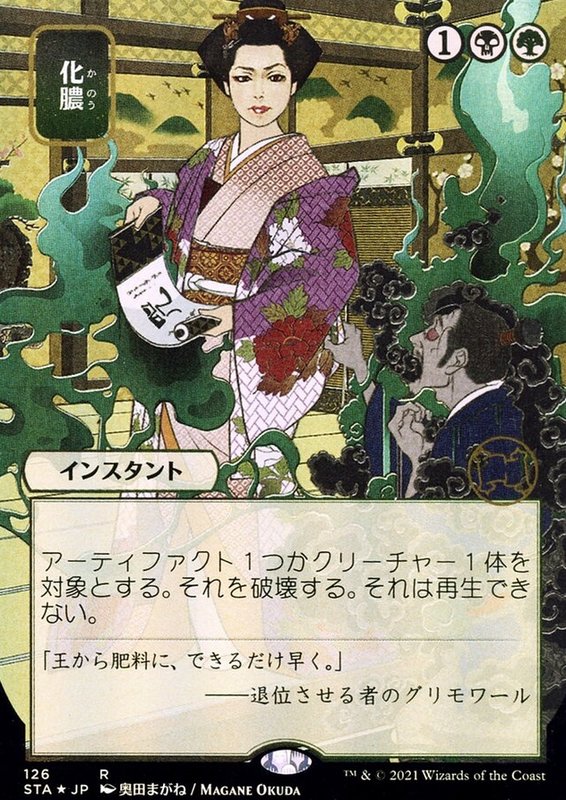 化膿
かのう
1
インスタント
アーティファクト1つかクリーチャー1体を
対象とする。それを破壊する。それは再生でき
ない。
「王から肥料に、できるだけ早く。」
――退位させる者のグリモワール
126 R
STA ★ JP 奥田まがね / MAGANE OKUDA
™ & © 2021 Wizards of the Coast